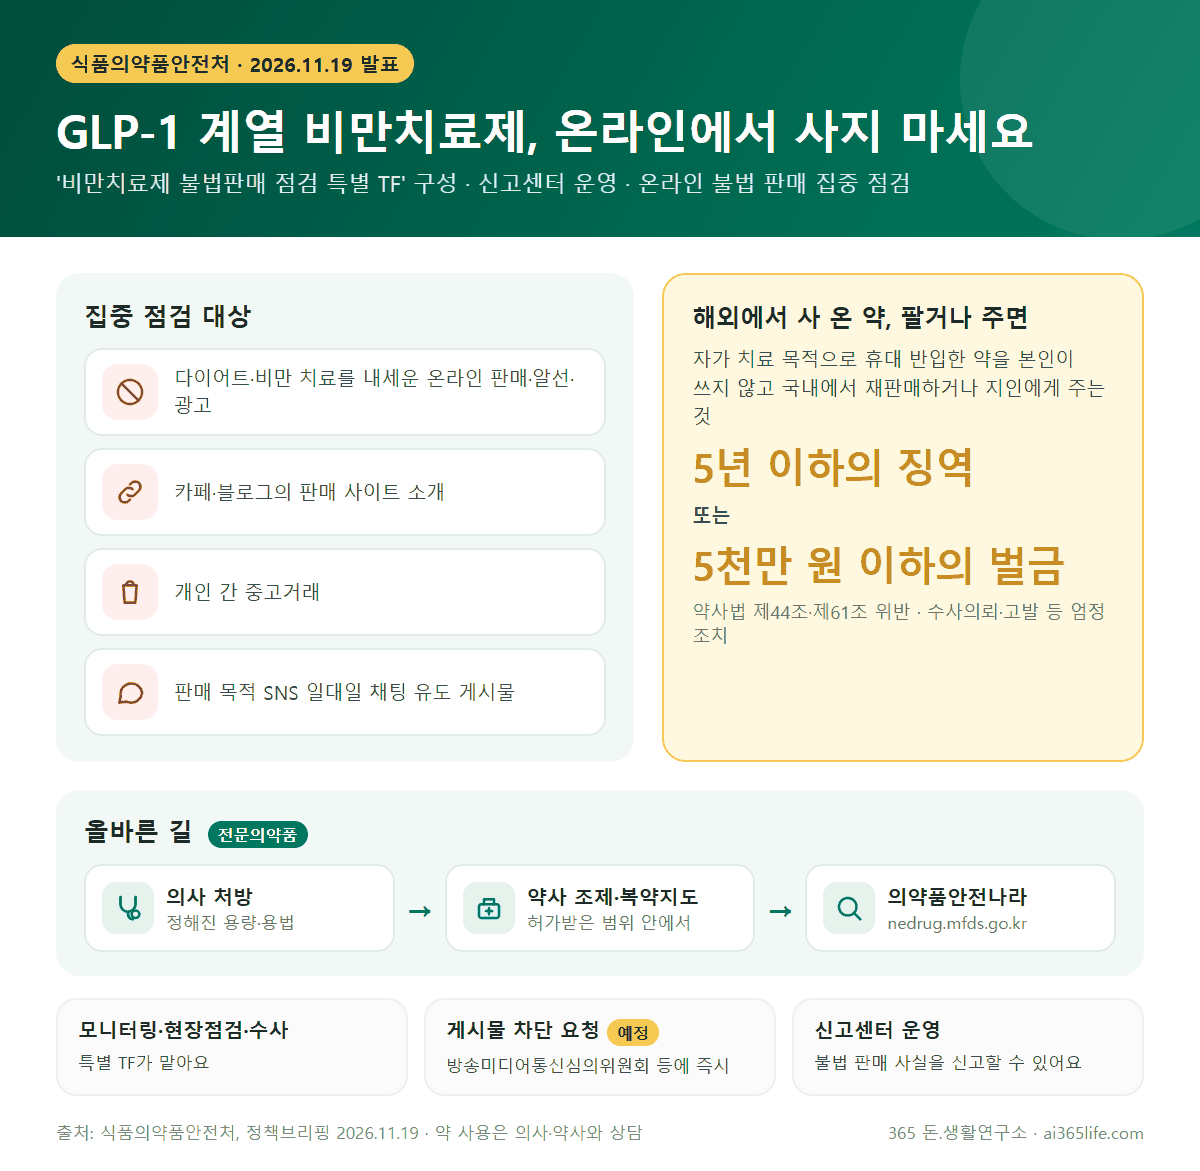 식품의약품안전처 · 2026.11.19 발표
GLP-1 계열 비만치료제, 온라인에서 사지 마세요
'비만치료제 불법판매 점검 특별 TF' 구성 · 신고센터 운영 · 온라인 불법 판매 집중 점검
집중 점검 대상
다이어트·비만 치료를 내세운 온라인 판매·알선·
광고
카페·블로그의 판매 사이트 소개
개인 간 중고거래
판매 목적 SNS 일대일 채팅 유도 게시물
해외에서 사 온 약, 팔거나 주면
자가 치료 목적으로 휴대 반입한 약을 본인이
쓰지 않고 국내에서 재판매하거나 지인에게 주는
것
5년 이하의 징역
또는
5천만 원 이하의 벌금
약사법 제44조·제61조 위반 · 수사의뢰·고발 등 엄정
조치
올바른 길 전문의약품
의사 처방
정해진 용량·용법
→
약사 조제·복약지도
허가받은 범위 안에서
→
의약품안전나라
nedrug.mfds.go.kr
모니터링·현장점검·수사
특별 TF가 맡아요
게시물 차단 요청 예정
방송미디어통신심의위원회 등에 즉시
신고센터 운영
불법 판매 사실을 신고할 수 있어요
출처: 식품의약품안전처, 정책브리핑 2026.11.19 · 약 사용은 의사·약사와 상담
365 돈.생활연구소 · ai365life.com